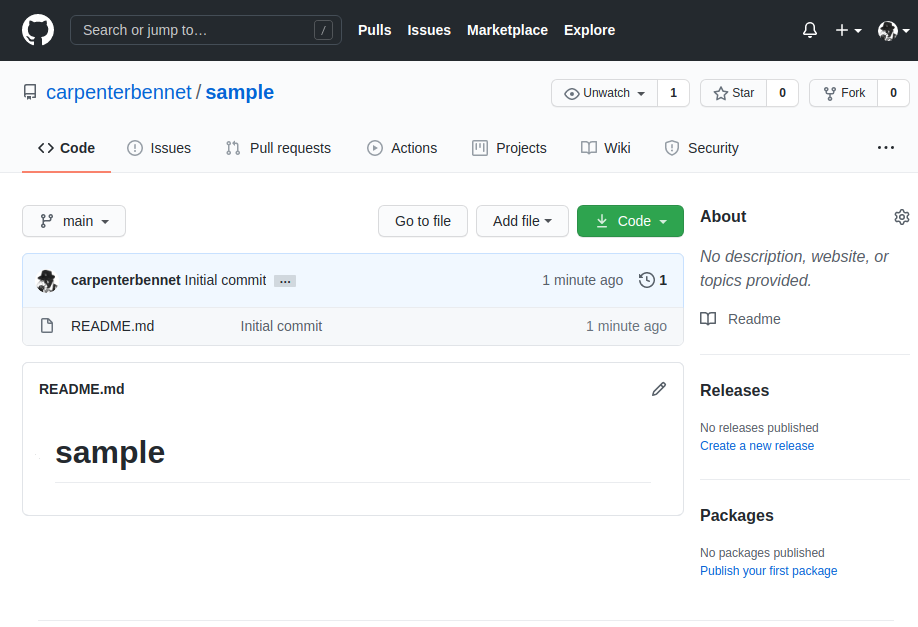 Search or jump to… / Pulls Issues Marketplace Explore
carpenterbennet / sample Unwatch 1 Star 0 Fork 0
Code Issues Pull requests Actions Projects Wiki Security ...
main Go to file Add file Code
carpenterbennet Initial commit ... 1 minute ago 1
README.md Initial commit 1 minute ago
README.md
sample
About
No description, website, or
topics provided.
Readme
Releases
No releases published
Create a new release
Packages
No packages published
Publish your first package